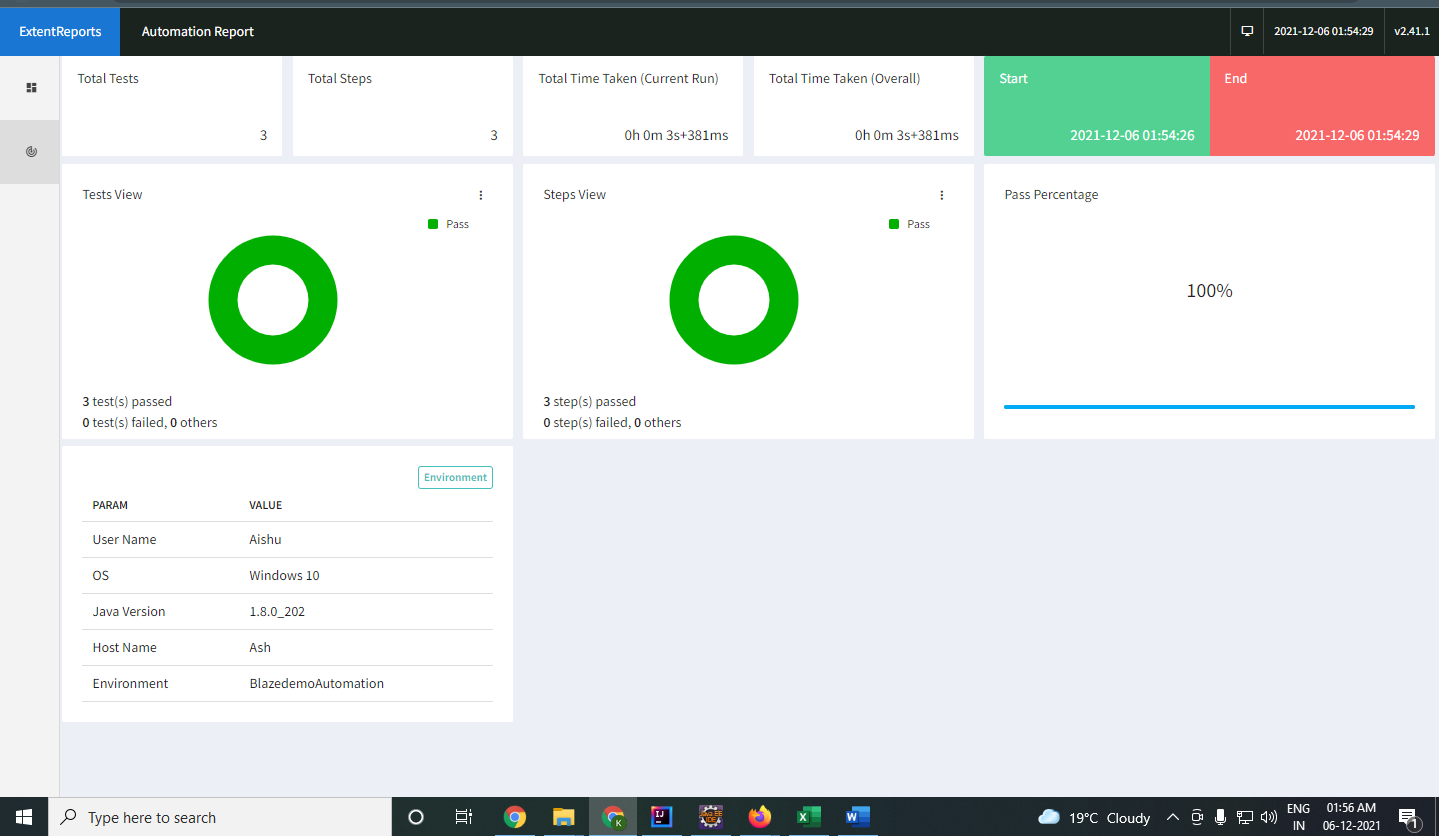 ExtentReports Automation Report 2021-12-06 01:54:29 v2.41.1
Total Tests
3
Total Steps
3
Total Time Taken (Current Run)
0h 0m 3s+381ms
Total Time Taken (Overall)
0h 0m 3s+381ms
Start
2021-12-06 01:54:26
End
2021-12-06 01:54:29
Tests View
Pass
3 test(s) passed
0 test(s) failed, 0 others
Steps View
Pass
3 step(s) passed
0 step(s) failed, 0 others
Pass Percentage
100%
Environment
PARAM VALUE
User Name Aishu
OS Windows 10
Java Version 1.8.0_202
Host Name Ash
Environment BlazedemoAutomation
Type here to search
K
IJ
X
W
19°C Cloudy
ENG
IN
01:56 AM
06-12-2021
1